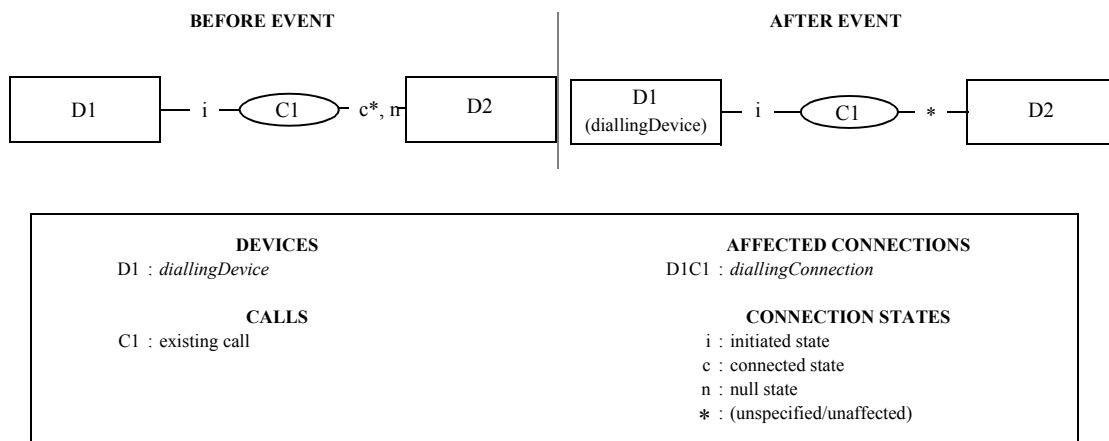 BEFORE EVENT
AFTER EVENT
D1 i C1 c*, n D2
D1
(diallingDevice) i C1 * D2
DEVICES
D1 : diallingDevice
CALLS
C1 : existing call
AFFECTED CONNECTIONS
D1C1 : diallingConnection
CONNECTION STATES
i : initiated state
c : connected state
n : null state
* : (unspecified/unaffected)